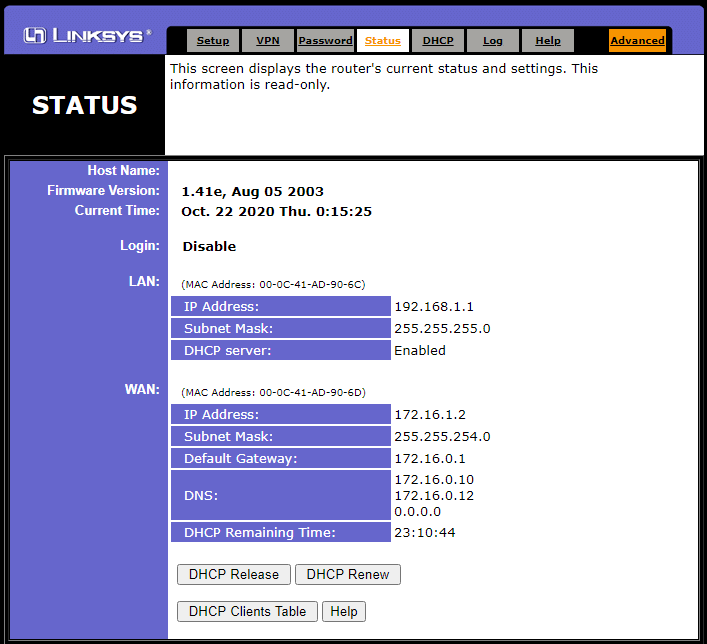 LINKSYS®
Setup VPN Password Status DHCP Log Help Advanced
STATUS
This screen displays the router's current status and settings. This
information is read-only.
Host Name:
Firmware Version: 1.41e, Aug 05 2003
Current Time: Oct. 22 2020 Thu. 0:15:25
Login: Disable
LAN: (MAC Address: 00-0C-41-AD-90-6C)
IP Address: 192.168.1.1
Subnet Mask: 255.255.255.0
DHCP server: Enabled
WAN: (MAC Address: 00-0C-41-AD-90-6D)
IP Address: 172.16.1.2
Subnet Mask: 255.255.254.0
Default Gateway: 172.16.0.1
DNS: 172.16.0.10
172.16.0.12
0.0.0.0
DHCP Remaining Time: 23:10:44
DHCP Release DHCP Renew
DHCP Clients Table Help